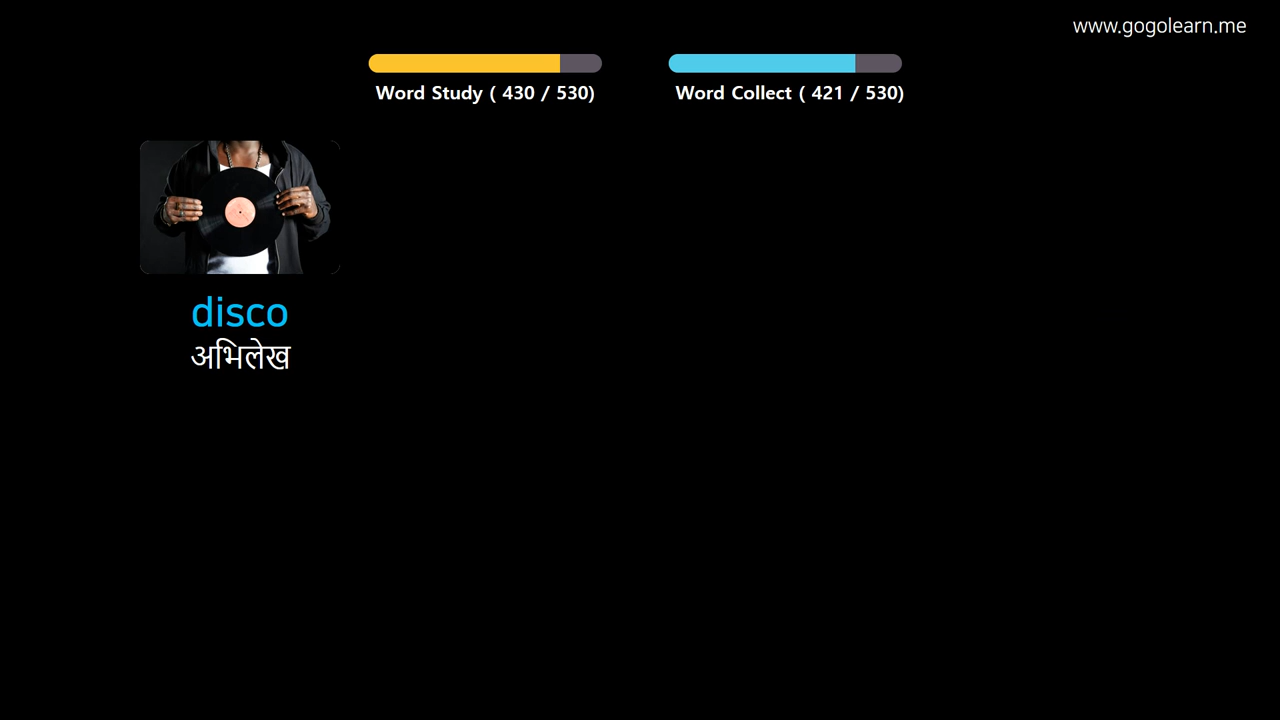 www.gogolearn.me
Word Study ( 430 / 530)
Word Collect ( 421 / 530)
disco
अभिलेख